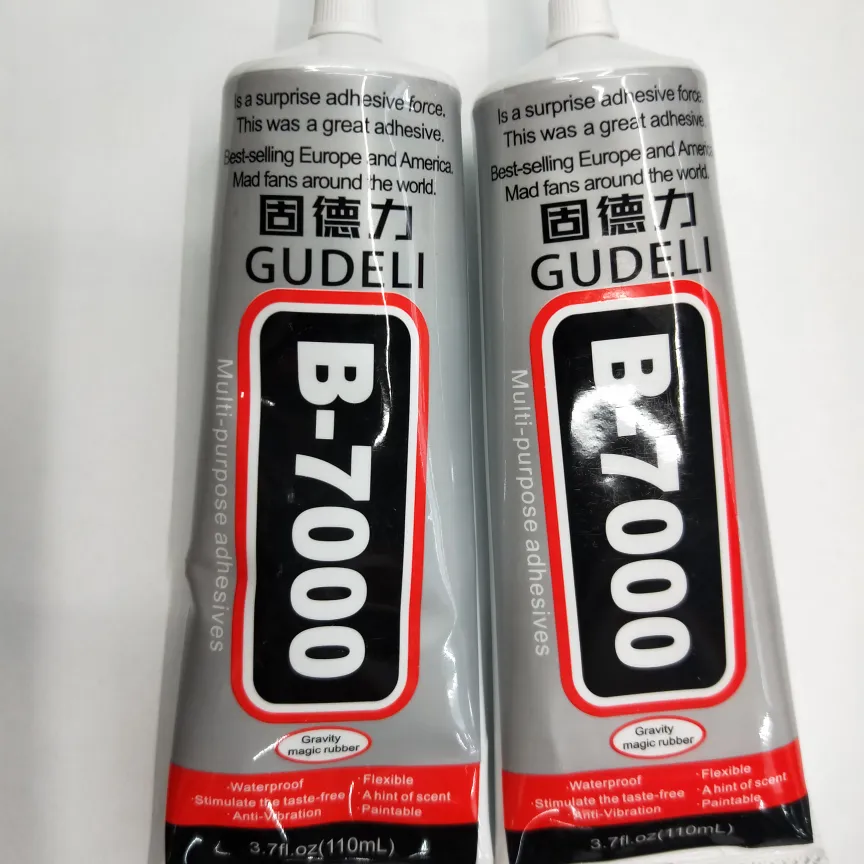 Is a surprise adhesive force.
This was a great adhesive.
Best-selling Europe and America.
Mad fans around the world.
固德力
GUDELI
B-7000
Multi-purpose adhesives
Gravity
magic rubber
·Waterproof
·Stimulate the taste-free
·Anti-Vibration
·Flexible
·A hint of scent
·Paintable
3.7fl.oz(110mL)
Is a surprise adhesive force.
This was a great adhesive.
Best-selling Europe and
Mad fans around the world.
固德力
GUDELI
B-7000
Multi-purpose adhesives
Gravity
magic rubber
·Waterproof
·Stimulate the taste-free
·Anti-Vibration
·Flexible
·A hint of scent
·Paintable
3.7fl.oz(110mL)